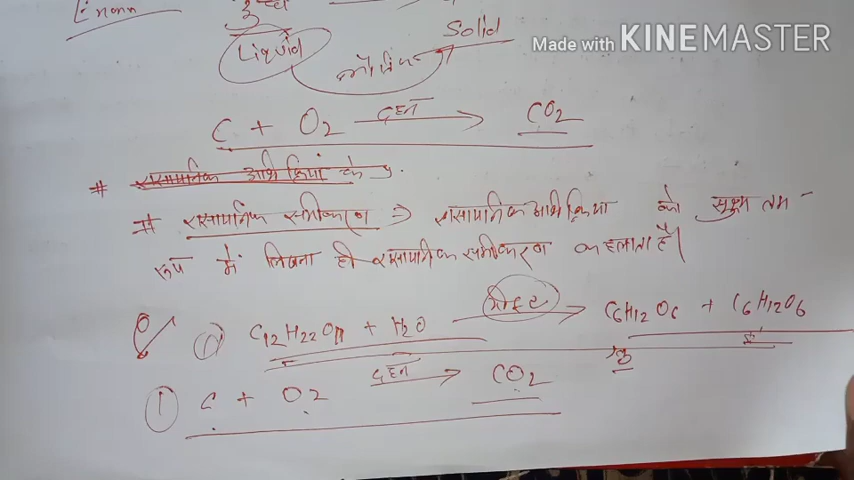 Liquid Solid
Made with KINEMASTER
C + O2 दहन → CO2
# रासायनिक अभिक्रिया के
# रासायनिक समीकरण ⇒ रासायनिक अभिक्रिया को सूक्ष्म तम
रूप में लिखना ही रासायनिक समीकरण कहलाता है।
C12H22O11 + H2O → C6H12O6 + C6H12O6
① C + O2 दहन → CO2